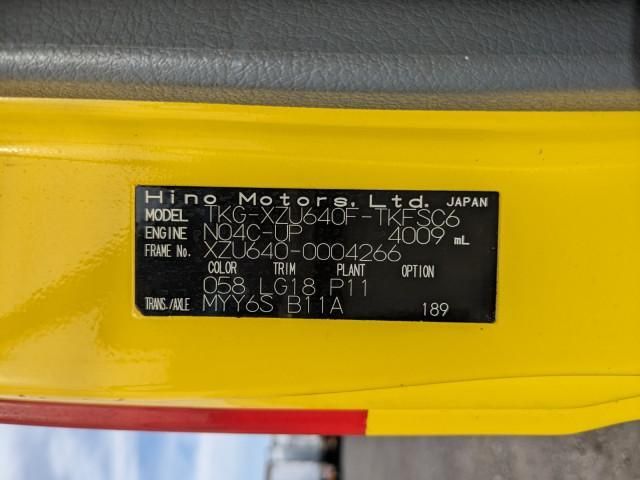 Hino Motors, Ltd. JAPAN
MODEL TKG-XZU640F-TKFSC6
ENGINE N04C-UP 4009 mL
FRAME No. XZU640-0004266
COLOR TRIM PLANT OPTION
058 LG18 P11
TRANS./AXLE MYY6S B11A 189